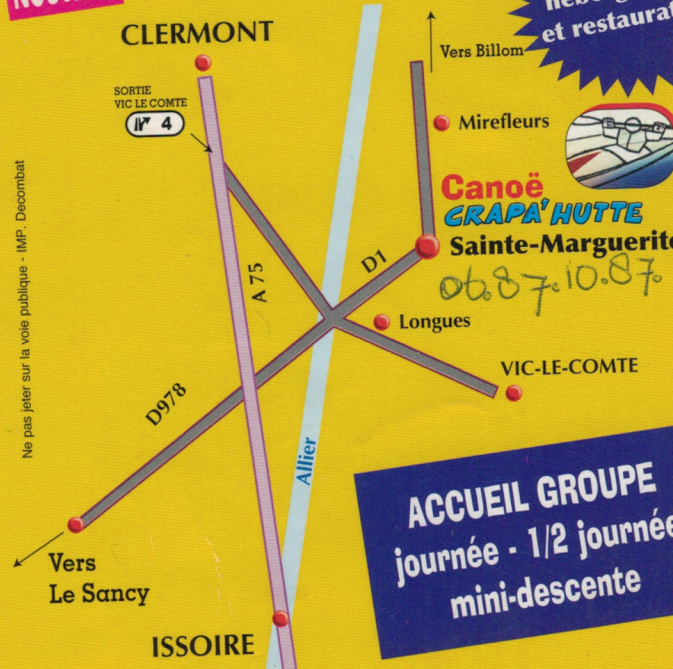 CLERMONT
Vers Billom
et restaurat
SORTIE
VIC LE COMTE
4
Mirefleurs
Canoë
CRAPA'HUTTE
Sainte-Marguerite
06.87.10.87.
D1
A 75
Longues
VIC-LE-COMTE
D978
Allier
ACCUEIL GROUPE
journée - 1/2 journée
mini-descente
Vers
Le Sancy
ISSOIRE
Ne pas jeter sur la voie publique - IMP. Decombat